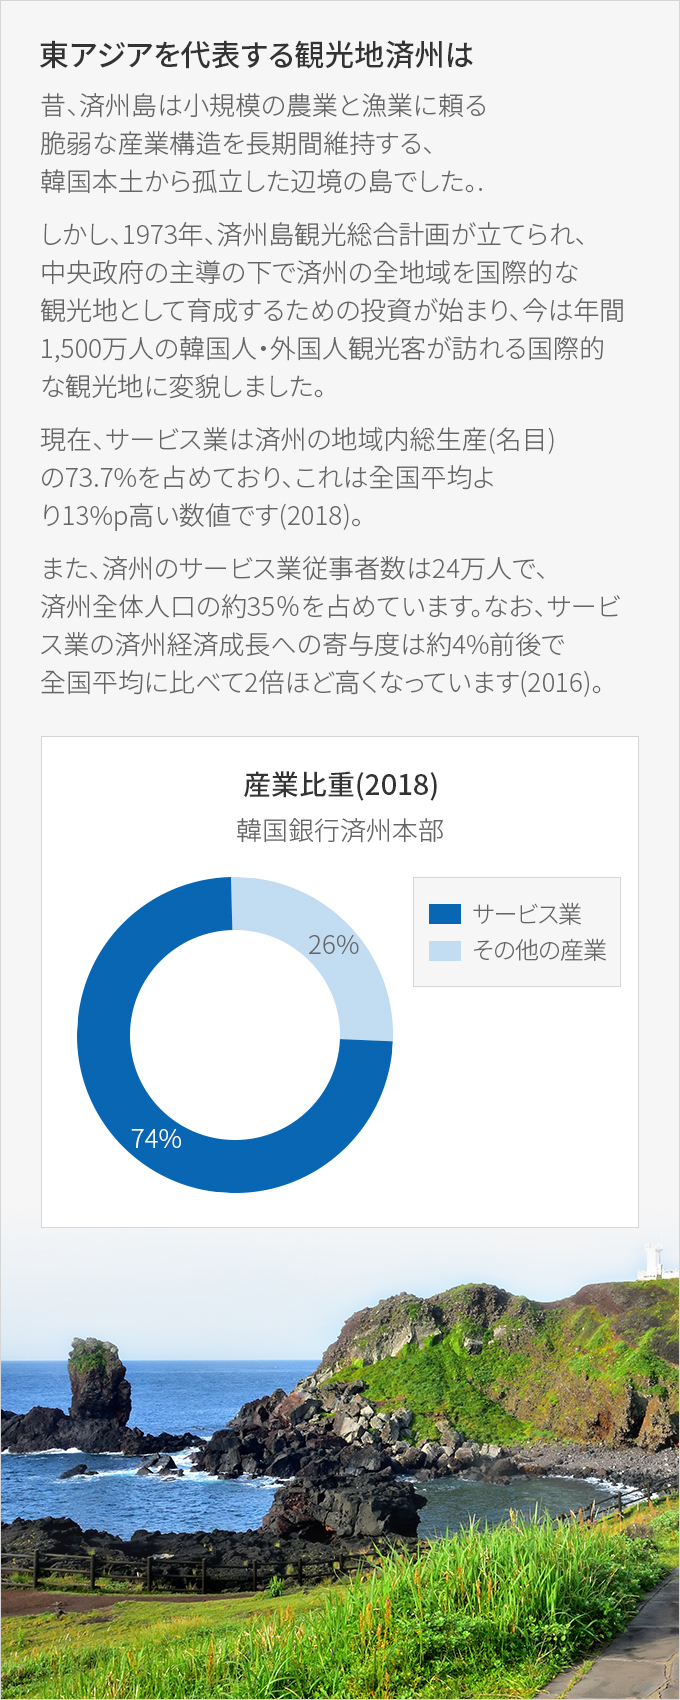 東アジアを代表する観光地済州は
昔、済州島は小規模の農業と漁業に頼る
脆弱な産業構造を長期間維持する、
韓国本土から孤立した辺境の島でした。.
しかし、1973年、済州島観光総合計画が立てられ、
中央政府の主導の下で済州の全地域を国際的な
観光地として育成するための投資が始まり、今は年間
1,500万人の韓国人・外国人観光客が訪れる国際的
な観光地に変貌しました。
現在、サービス業は済州の地域内総生産(名目)
の73.7%を占めており、これは全国平均よ
り13%p高い数値です(2018)。
また、済州のサービス業従事者数は24万人で、
済州全体人口の約35%を占めています。なお、サービ
ス業の済州経済成長への寄与度は約4%前後で
全国平均に比べて2倍ほど高くなっています(2016)。
産業比重(2018)
韓国銀行済州本部
サービス業
その他の産業
26%
74%